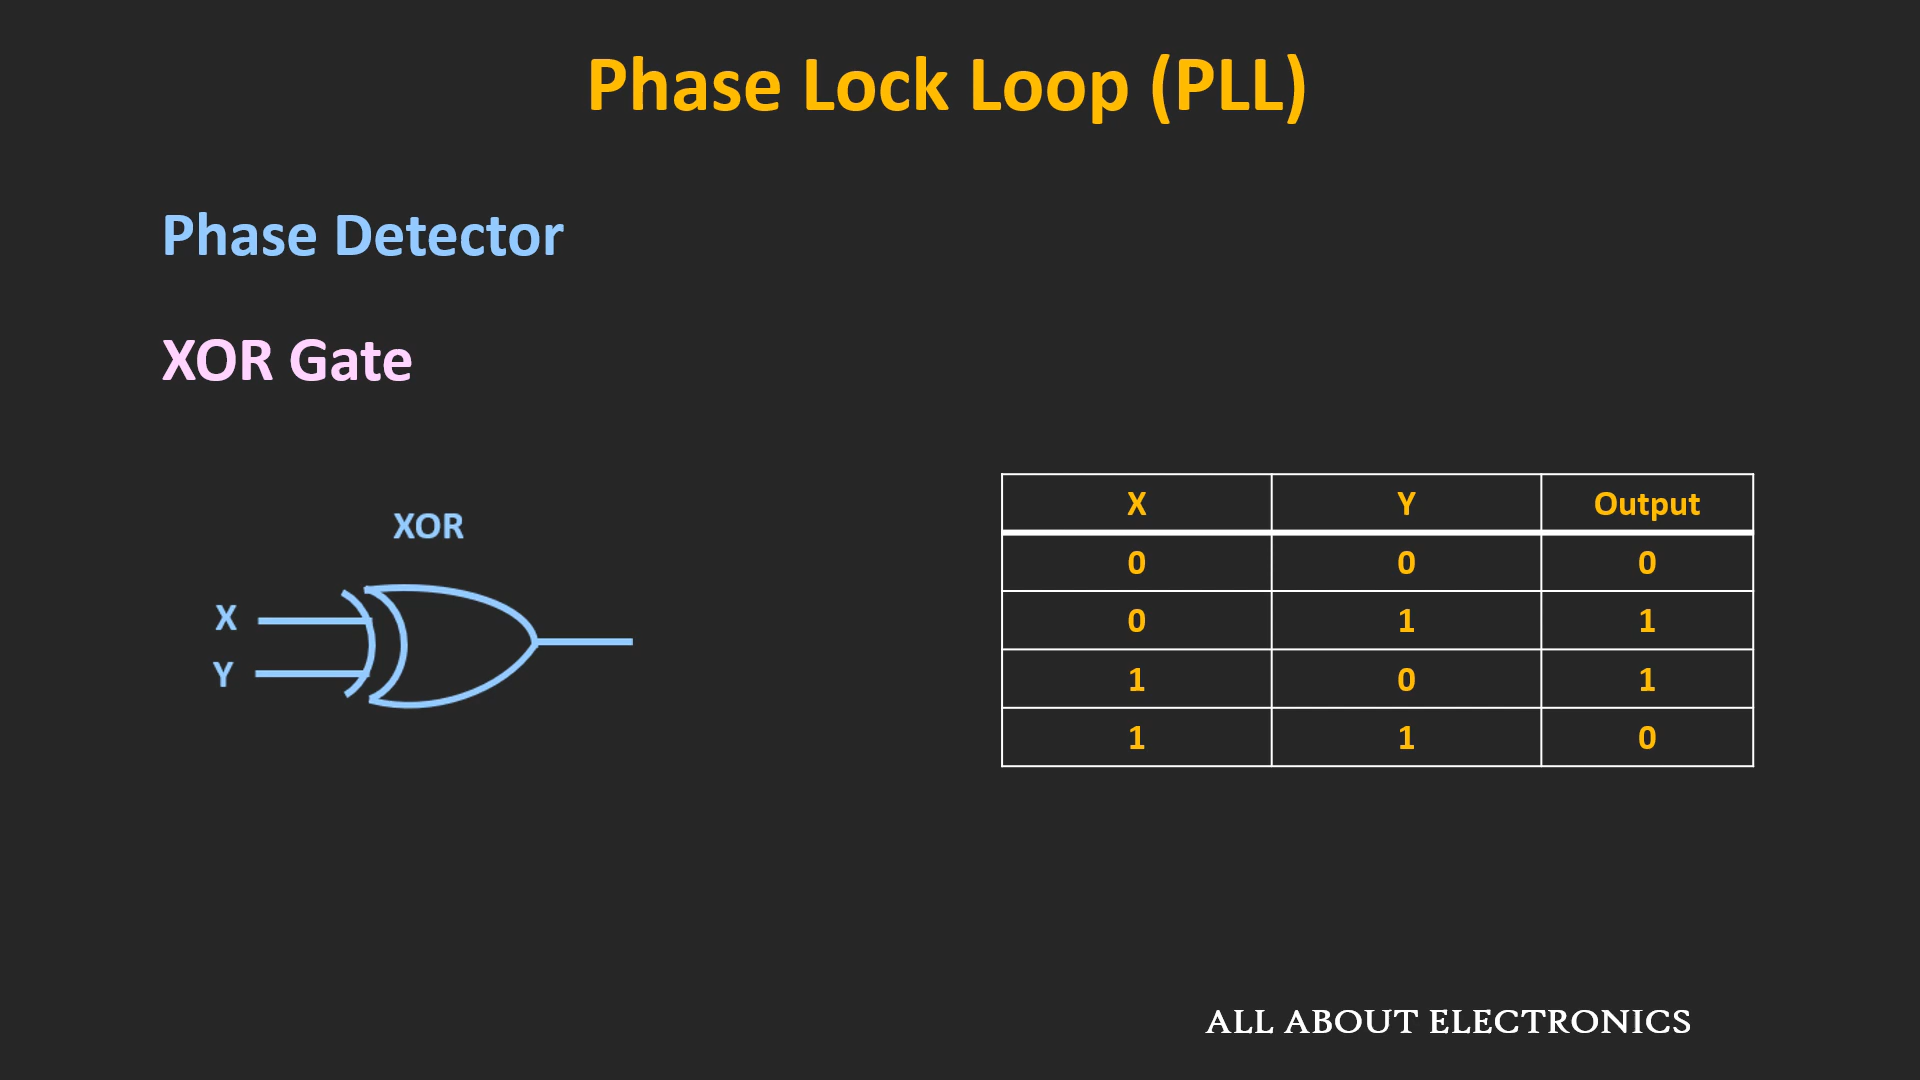 Phase Lock Loop (PLL)
Phase Detector
XOR Gate
XOR
X
Y
X Y Output
0 0 0
0 1 1
1 0 1
1 1 0
ALL ABOUT ELECTRONICS